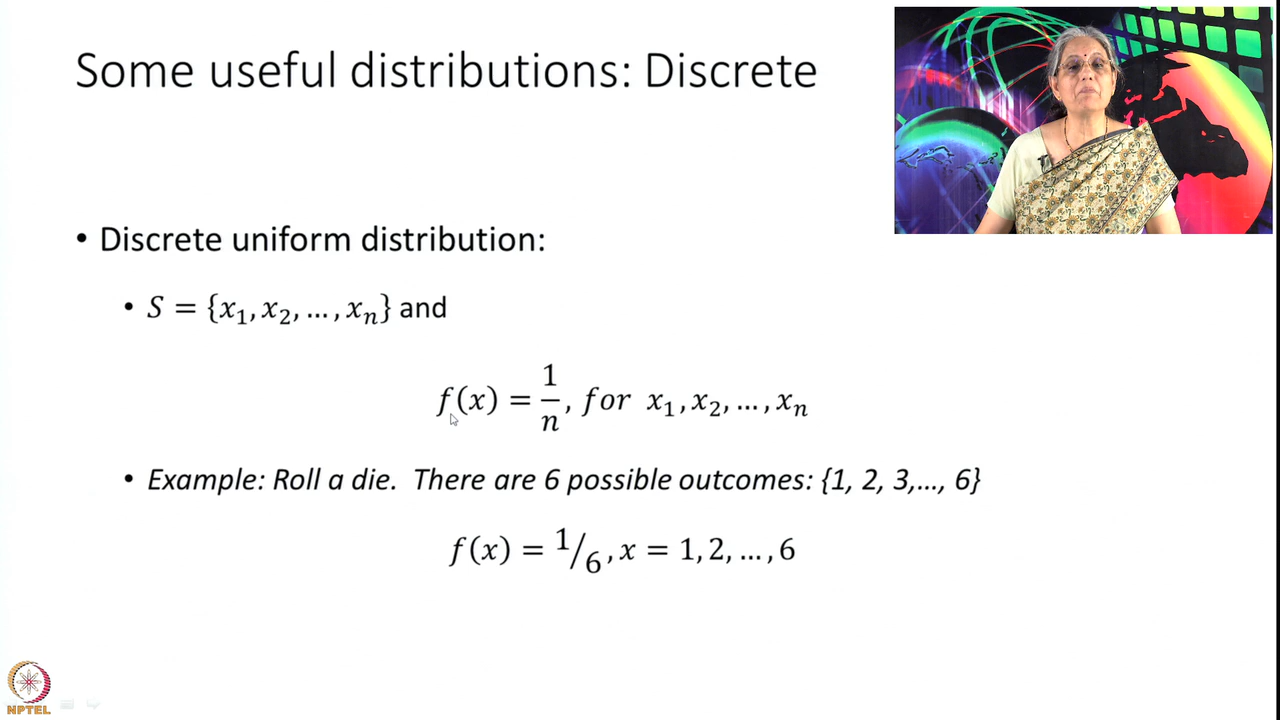 Some useful distributions: Discrete
• Discrete uniform distribution:
• S = {x₁, x₂, …, xₙ} and
f(x) = 1/n, for x₁, x₂, …, xₙ
• Example: Roll a die. There are 6 possible outcomes: {1, 2, 3,…, 6}
f(x) = 1/6, x = 1, 2, …, 6
NPTEL